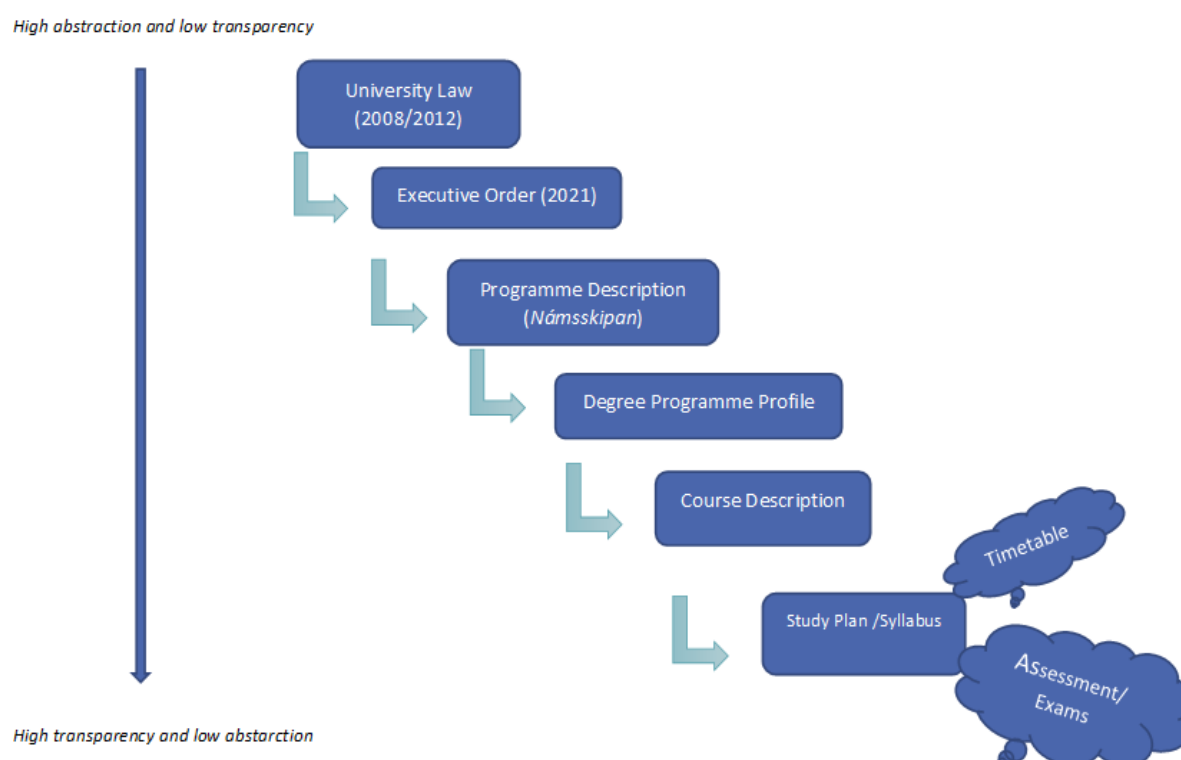 High abstraction and low transparency
University Law
(2008/2012)
Executive Order (2021)
Programme Description
(Námsskipan)
Degree Programme Profile
Course Description
Timetable
Study Plan /Syllabus
Assessment/
Exams
High transparency and low abstarction